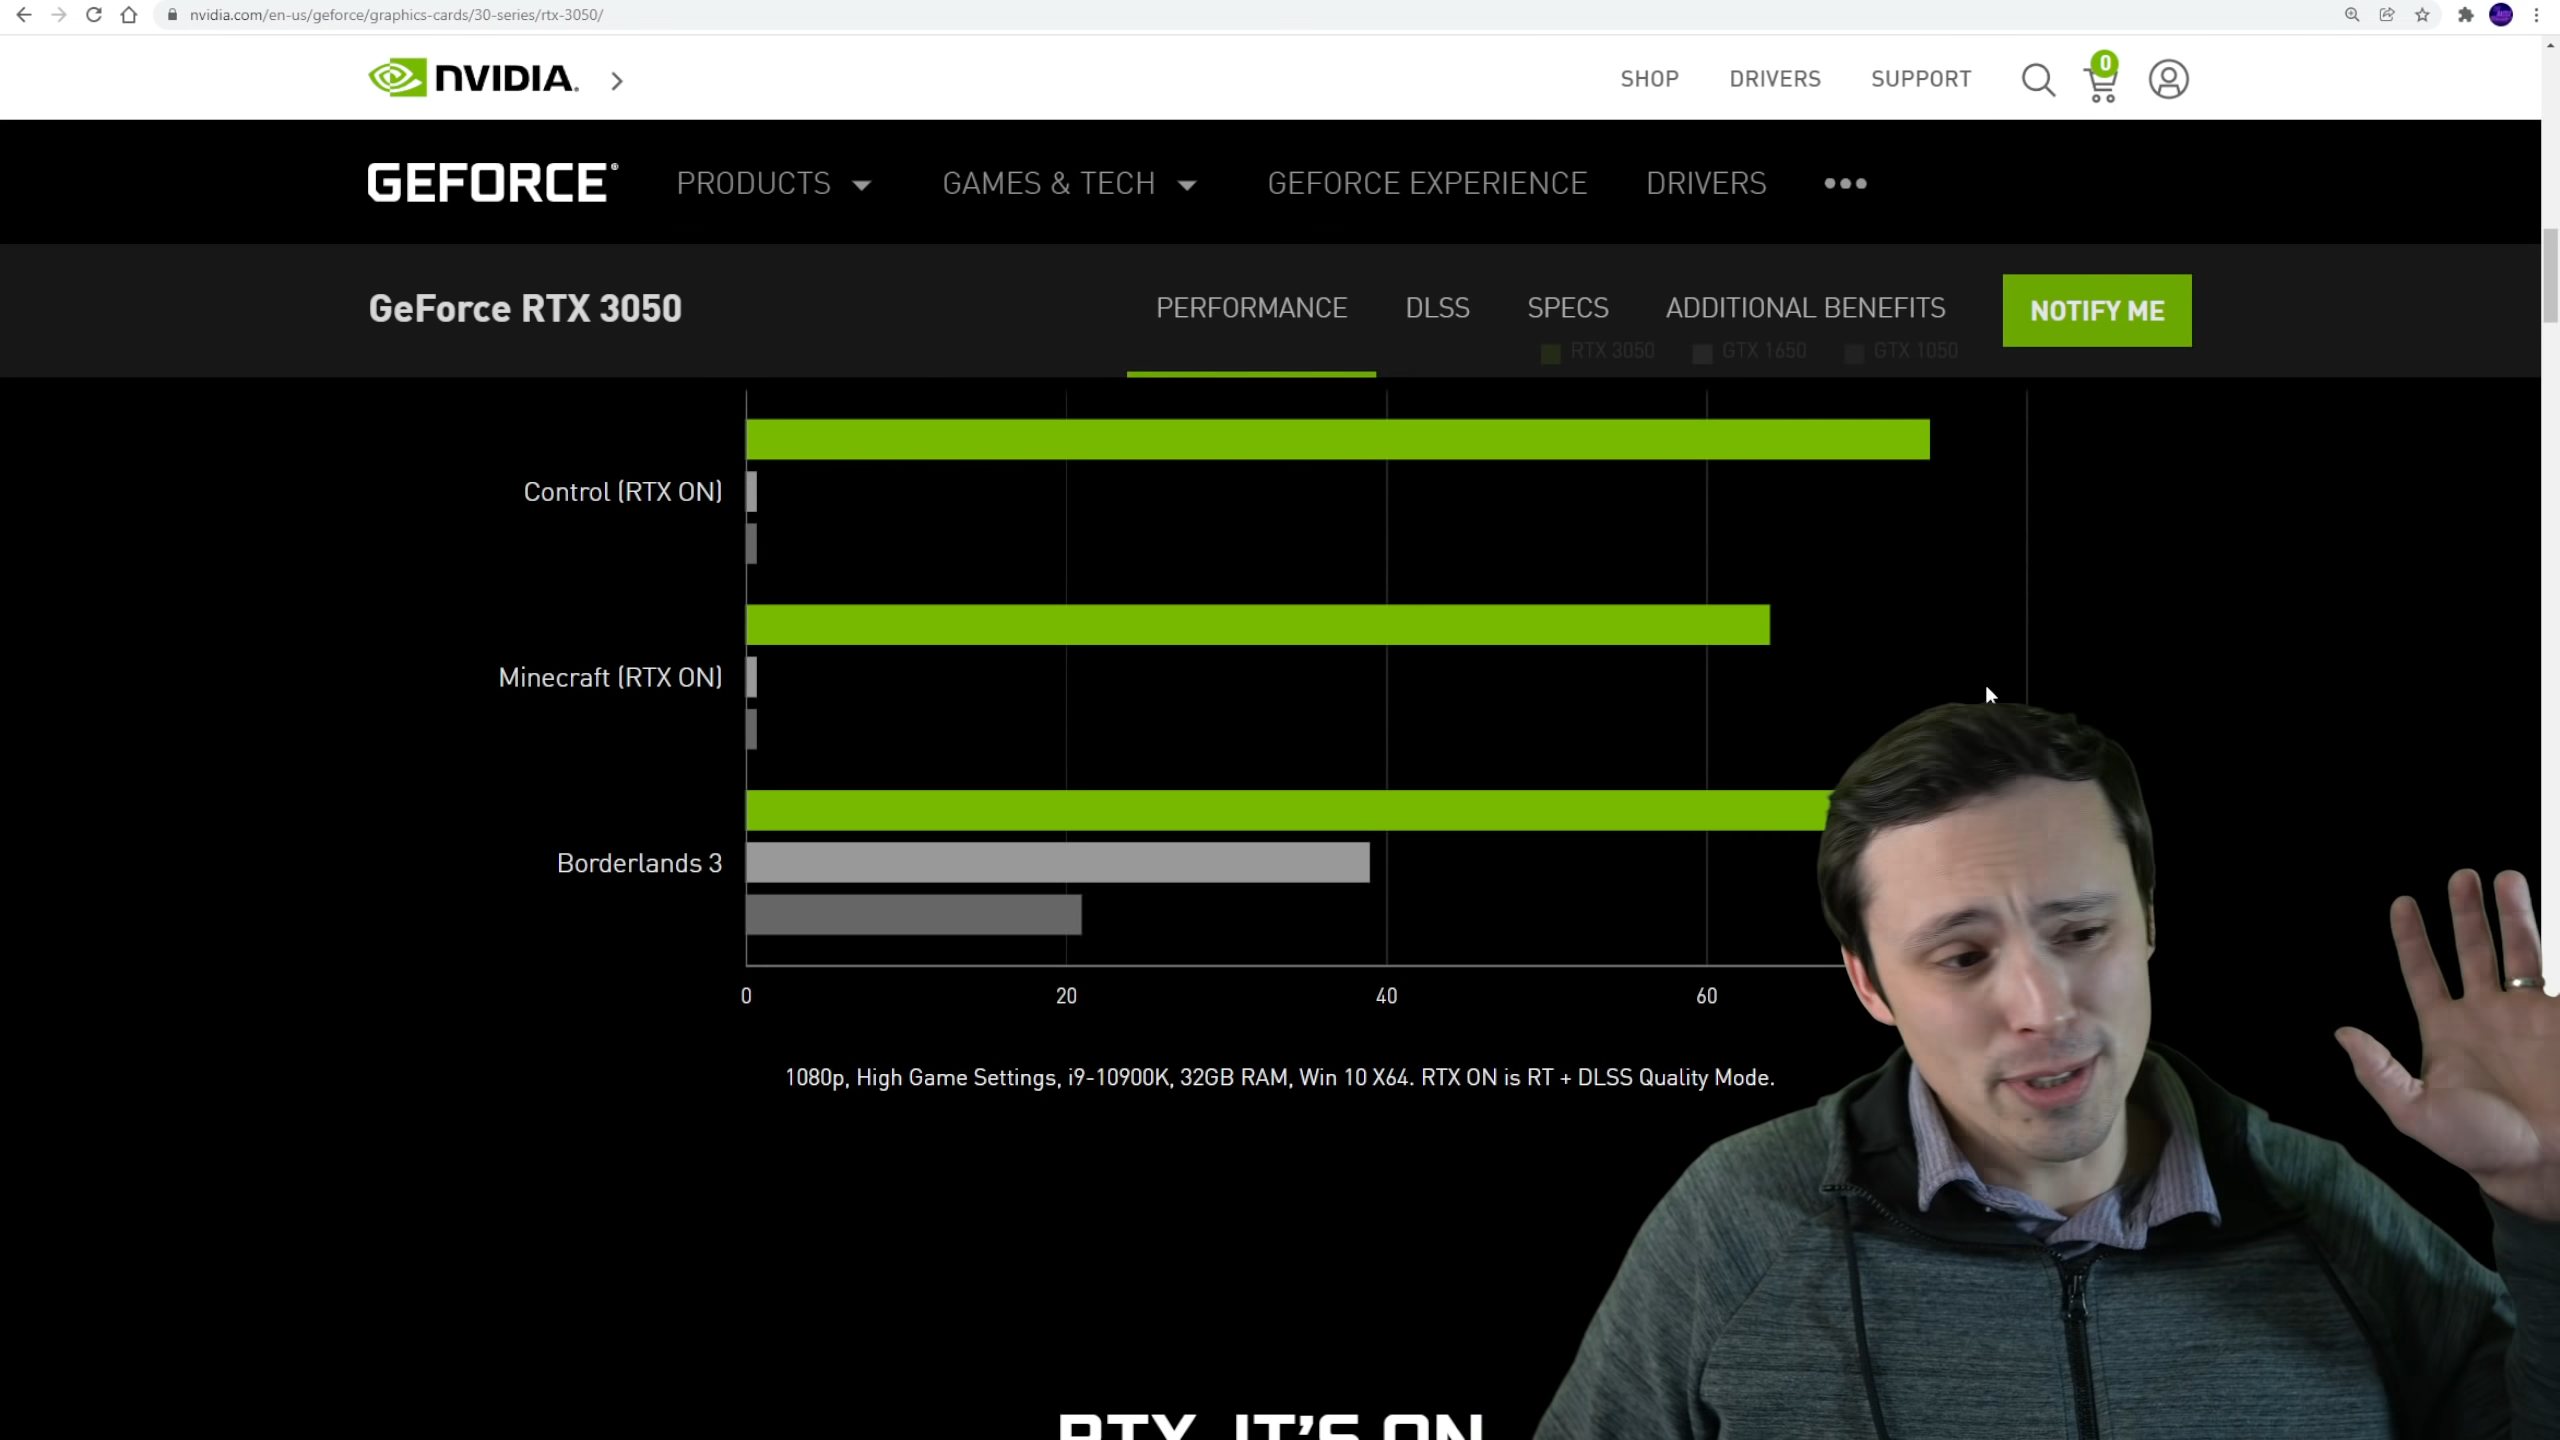 nvidia.com/en-us/geforce/graphics-cards/30-series/rtx-3050/
NVIDIA. SHOP DRIVERS SUPPORT 0
GEFORCE® PRODUCTS GAMES & TECH GEFORCE EXPERIENCE DRIVERS •••
GeForce RTX 3050 PERFORMANCE DLSS SPECS ADDITIONAL BENEFITS NOTIFY ME
RTX 3050 GTX 1650 GTX 1050
Control (RTX ON)
Minecraft (RTX ON)
Borderlands 3
0 20 40 60
1080p, High Game Settings, i9-10900K, 32GB RAM, Win 10 X64. RTX ON is RT + DLSS Quality Mode.
RTX. IT'S ON